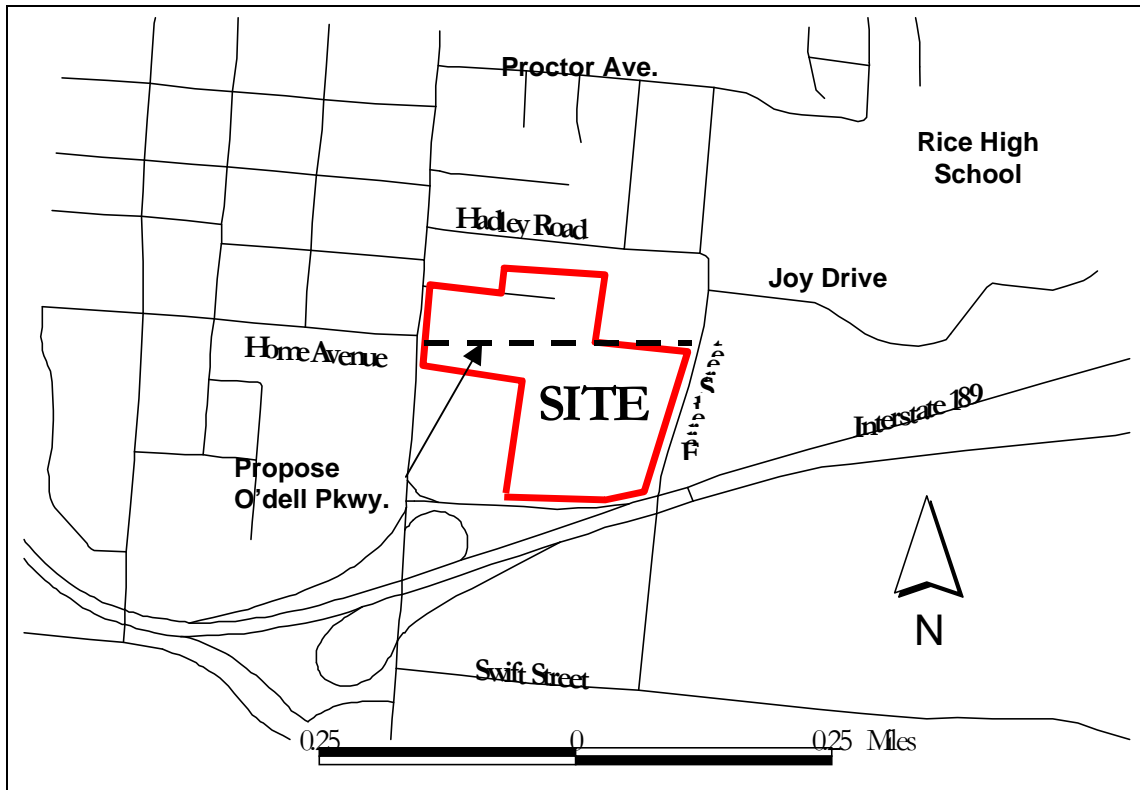 Proctor Ave.
Rice High
School
Hadley Road
Joy Drive
Home Avenue
SITE
Interstate 189
Propose
O'dell Pkwy.
N
Swift Street
0.25 0 0.25 Miles